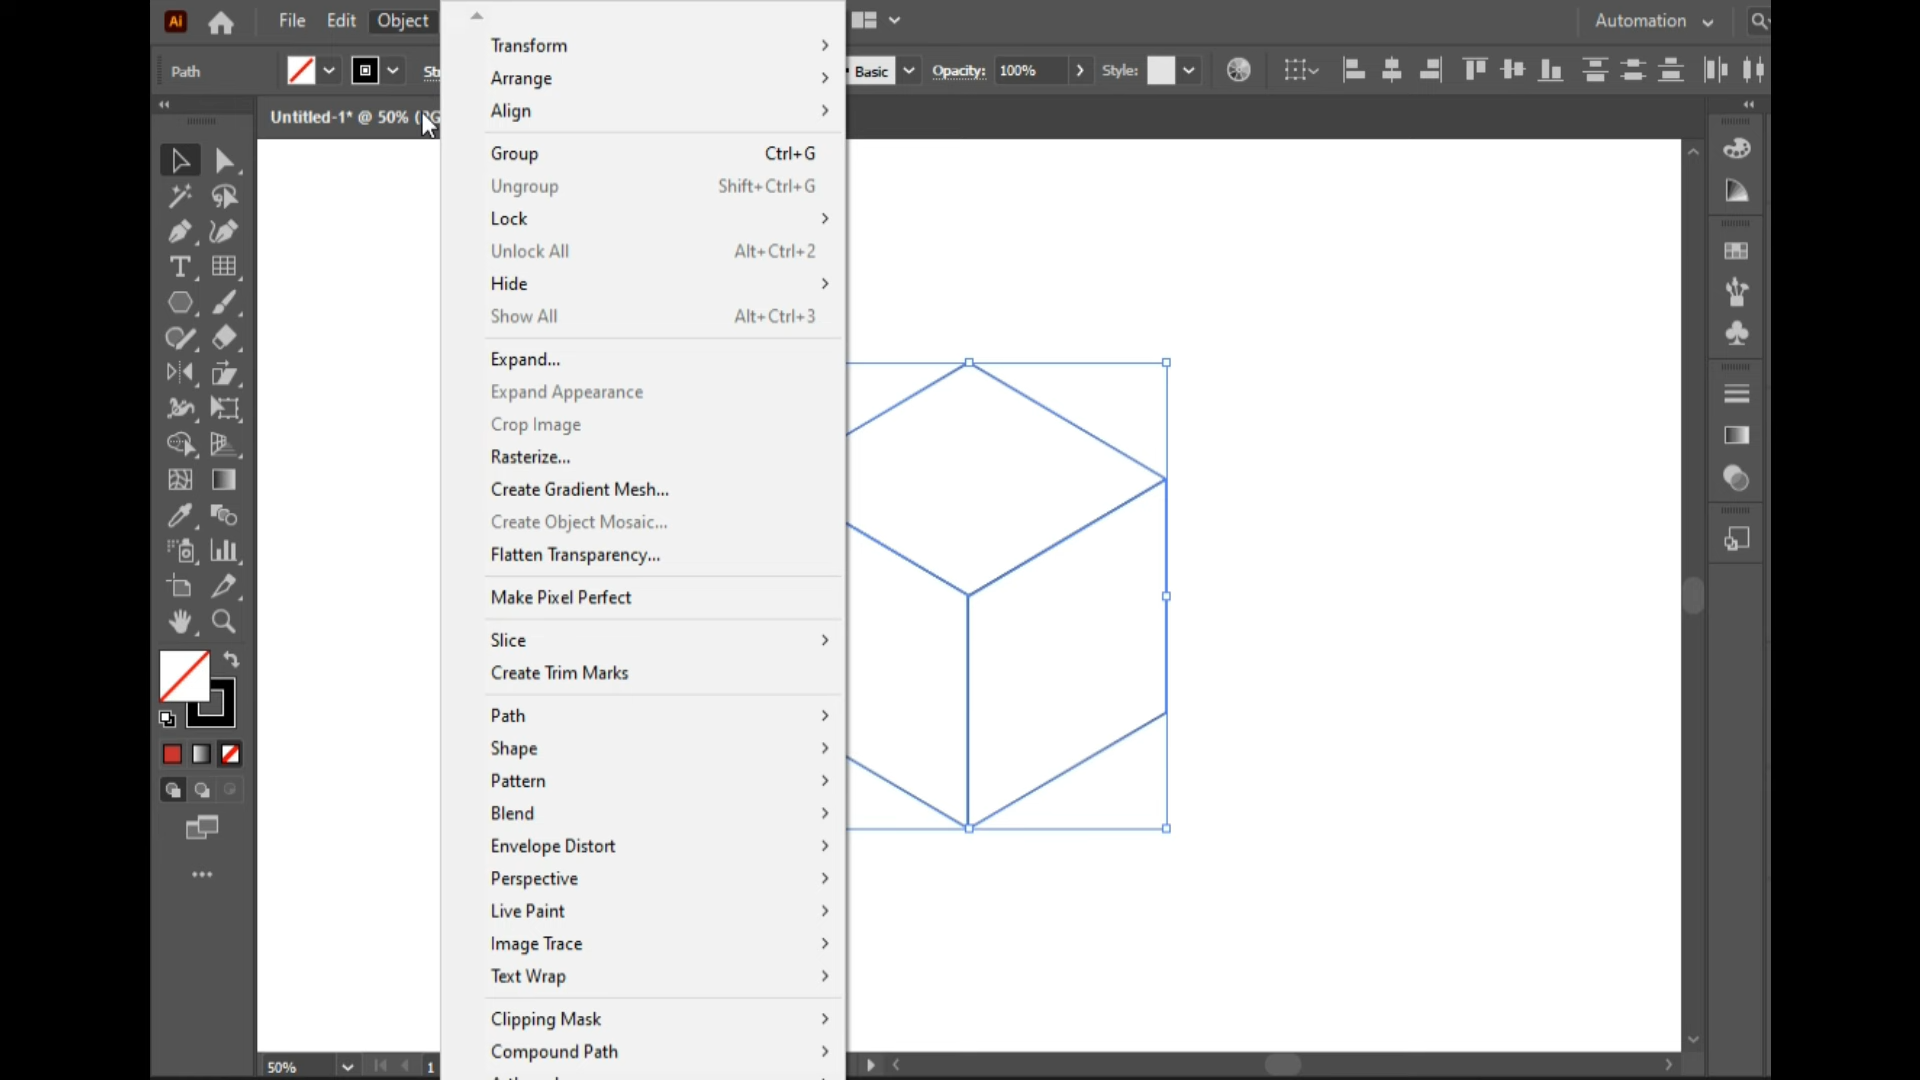 Ai File Edit Object Automation
Path St Basic Opacity: 100% Style:
Untitled-1* @ 50% (
Transform
Arrange
Align
Group Ctrl+G
Ungroup Shift+Ctrl+G
Lock
Unlock All Alt+Ctrl+2
Hide
Show All Alt+Ctrl+3
Expand...
Expand Appearance
Crop Image
Rasterize...
Create Gradient Mesh...
Create Object Mosaic...
Flatten Transparency...
Make Pixel Perfect
Slice
Create Trim Marks
Path
Shape
Pattern
Blend
Envelope Distort
Perspective
Live Paint
Image Trace
Text Wrap
Clipping Mask
Compound Path
50% 1